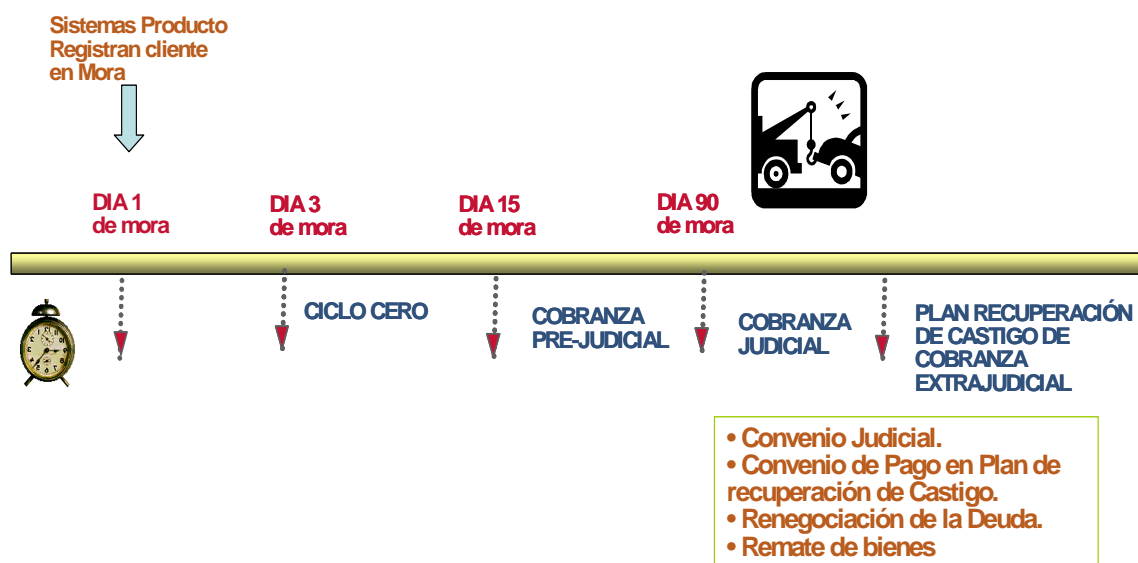 Sistemas Producto
Registran cliente
en Mora
DIA 1
de mora
DIA 3
de mora
DIA 15
de mora
DIA 90
de mora
CICLO CERO
COBRANZA
PRE-JUDICIAL
COBRANZA
JUDICIAL
PLAN RECUPERACIÓN
DE CASTIGO DE
COBRANZA
EXTRAJUDICIAL
• Convenio Judicial.
• Convenio de Pago en Plan de
recuperación de Castigo.
• Renegociación de la Deuda.
• Remate de bienes